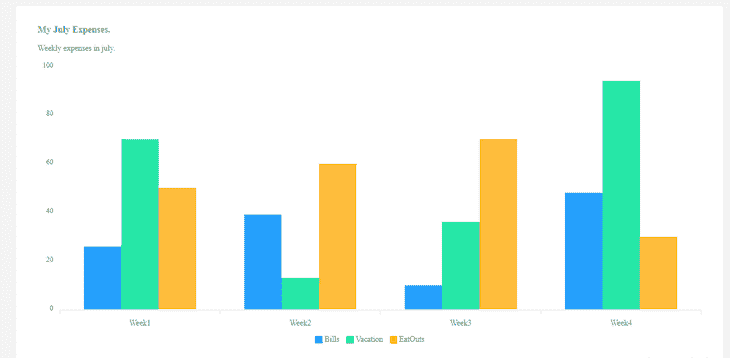 My July Expenses.
Weekly expenses in july.
100
80
60
40
20
0
Week1 Week2 Week3 Week4
Bills Vacation EatOuts